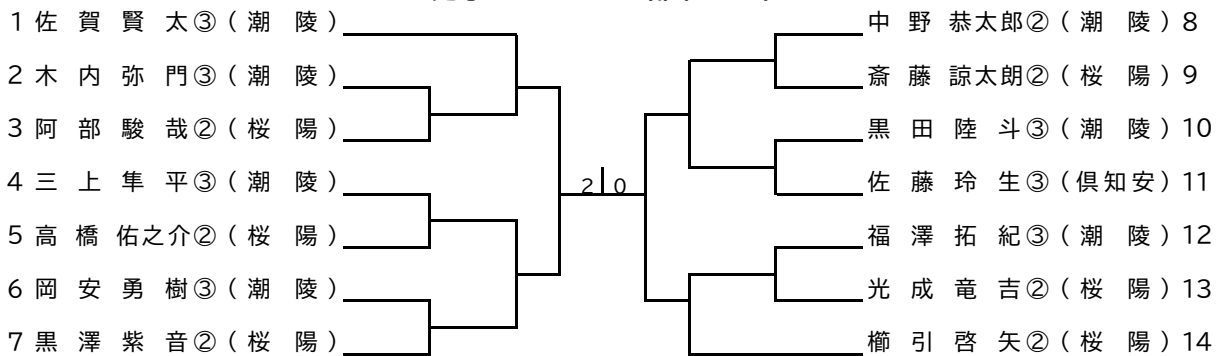 1 佐 賀 賢 太③ ( 潮 陵 )
2 木 内 弥 門③ ( 潮 陵 )
3 阿 部 駿 哉② ( 桜 陽 )
4 三 上 隼 平③ ( 潮 陵 )
5 高 橋 佑之介② ( 桜 陽 )
6 岡 安 勇 樹③ ( 潮 陵 )
7 黒 澤 紫 音② ( 桜 陽 )
2 0
中 野 恭太郎② ( 潮 陵 ) 8
斎 藤 諒太朗② ( 桜 陽 ) 9
黒 田 陸 斗③ ( 潮 陵 ) 10
佐 藤 玲 生③ ( 倶知安 ) 11
福 澤 拓 紀③ ( 潮 陵 ) 12
光 成 竜 吉② ( 桜 陽 ) 13
櫛 引 啓 矢② ( 桜 陽 ) 14